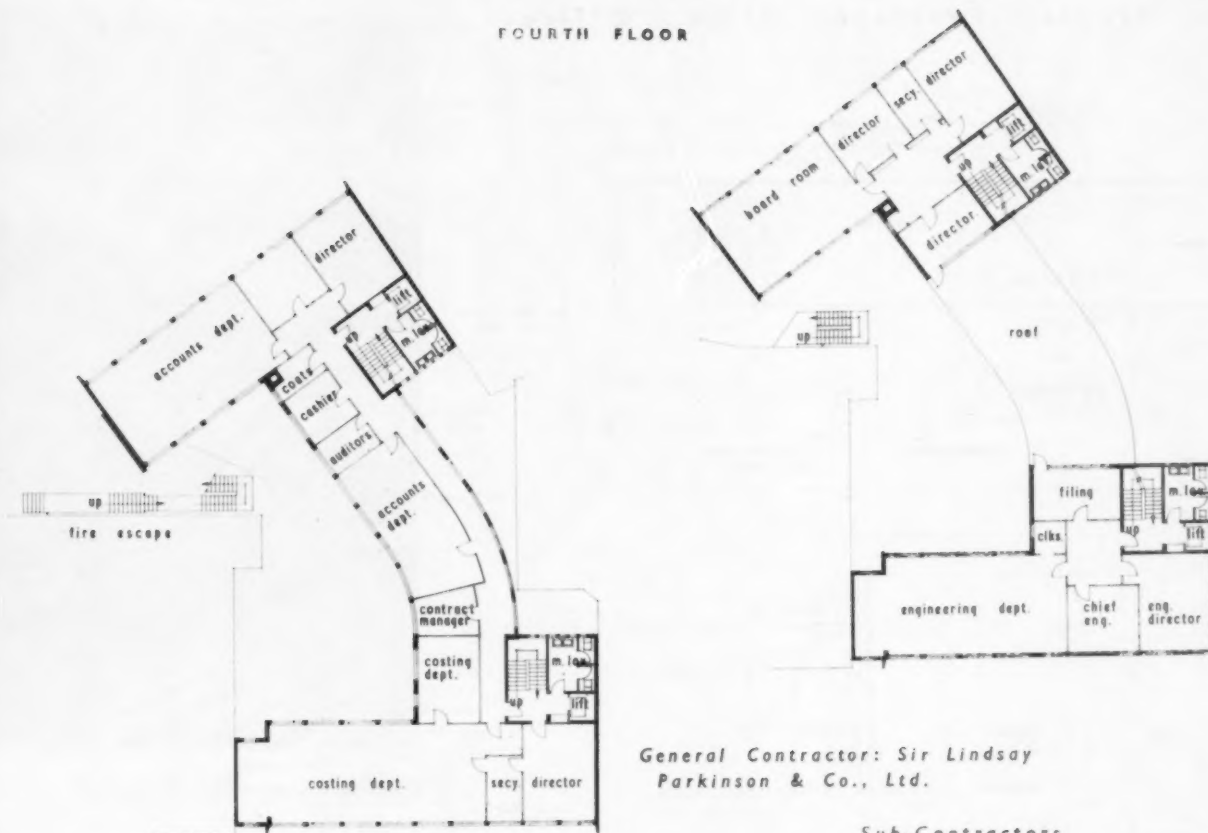 FOURTH FLOOR
director
secy.
director
lift
up
m. lav
board room
director.
roof
up
filing
m. lav
clks.
up
lift
engineering dept.
chief eng.
eng. director
director
lift
up
m. lav
accounts dept.
coats
cashier
auditors
accounts dept.
up
fire escape
contract manager
costing dept.
m. lav
up
lift
costing dept.
secy.
director
General Contractor: Sir Lindsay
Parkinson & Co., Ltd.
Sub-Contractors